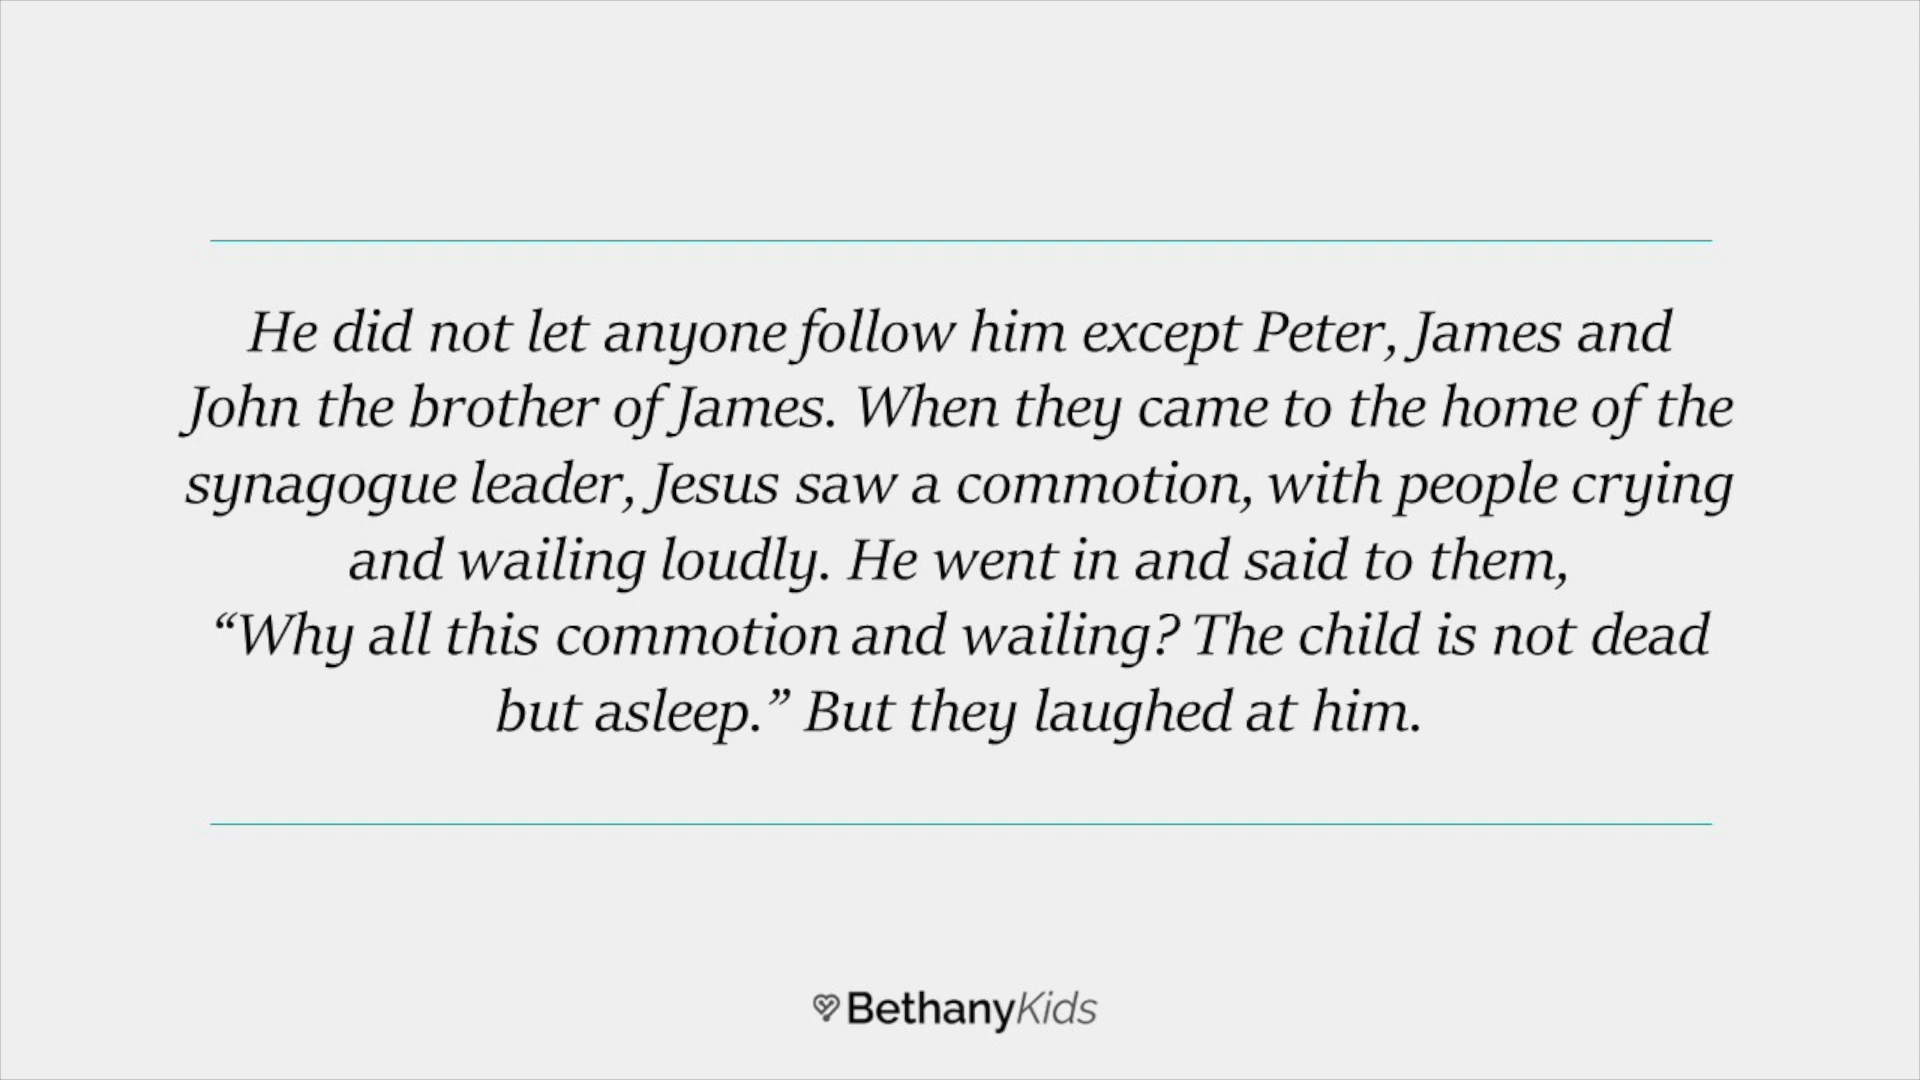 He did not let anyone follow him except Peter, James and
John the brother of James. When they came to the home of the
synagogue leader, Jesus saw a commotion, with people crying
and wailing loudly. He went in and said to them,
“Why all this commotion and wailing? The child is not dead
but asleep.” But they laughed at him.
BethanyKids